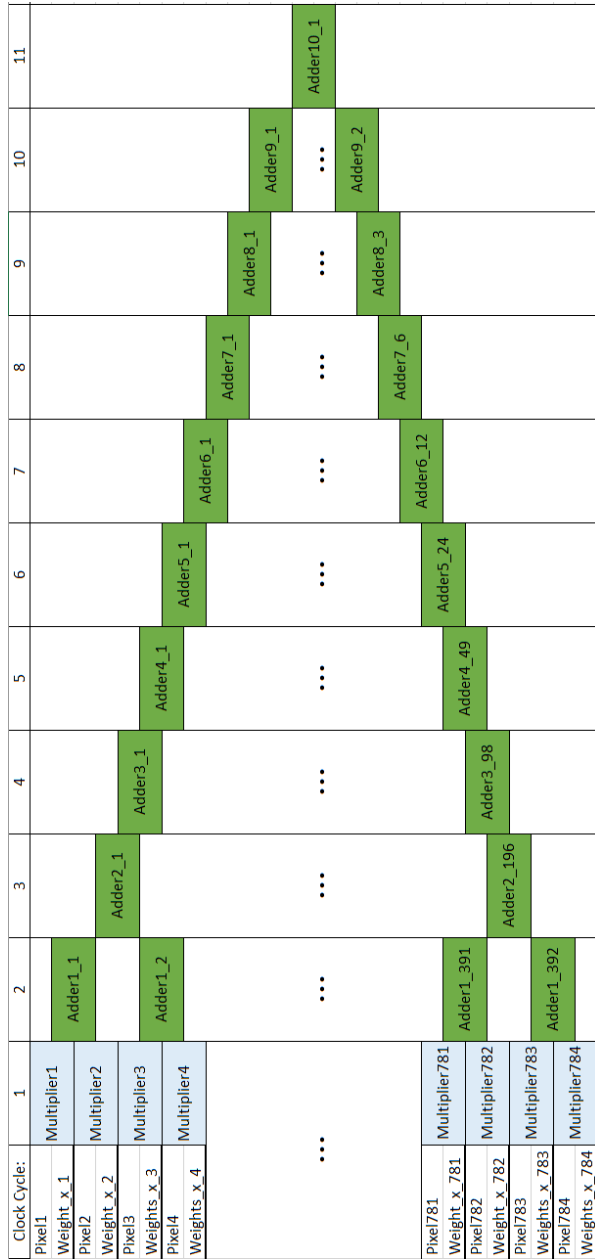 Clock Cycle: 1 2 3 4 5 6 7 8 9 10 11
Pixel1
Weight_x_1
Multiplier1
Adder1_1
Pixel2
Weight_x_2
Multiplier2
Adder2_1
Pixel3
Weights_x_3
Multiplier3
Adder1_2
Adder3_1
Adder4_1
Pixel4
Weights_x_4
Multiplier4
Adder5_1
Adder6_1
Adder7_1
Adder8_1
Adder9_1
Adder10_1
... ... ... ... ... ... ... ... ... ...
Adder9_2
Adder8_3
Adder7_6
Adder6_12
Pixel781
Weight_x_781
Multiplier781
Adder1_391
Adder4_49
Adder5_24
Pixel782
Weight_x_782
Multiplier782
Adder2_196
Adder3_98
Pixel783
Weights_x_783
Multiplier783
Adder1_392
Pixel784
Weights_x_784
Multiplier784